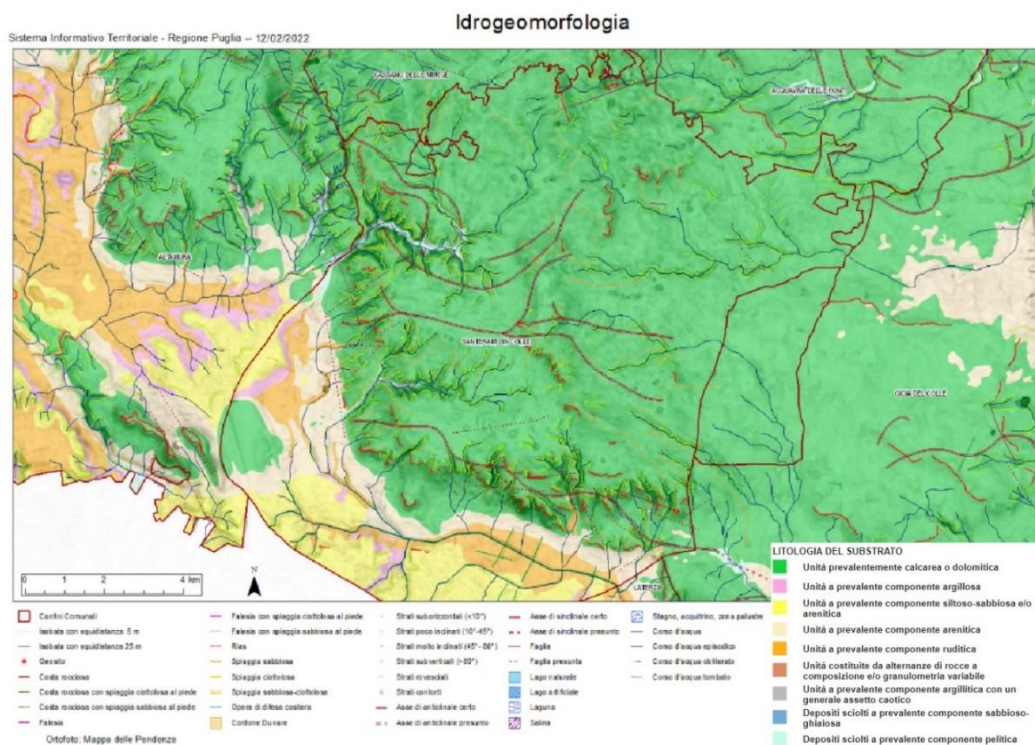 Idrogeomorfologia
Sistema Informativo Territoriale - Regione Puglia -- 12/02/2022
CASSANO DELLE MURGE
ACQUAVIVA DELLE FONTI
ALTAMURA
SANTERAMO IN COLLE
GIOIA DEL COLLE
LATERZA
0 1 2 4 km
N
LITOLOGIA DEL SUBSTRATO
Unità prevalentemente calcarea o dolomitica
Unità a prevalente componente argillosa
Unità a prevalente componente siltoso-sabbiosa e/o
arenitica
Unità a prevalente componente arenitica
Unità a prevalente componente ruditica
Unità costituite da alternanze di rocce a
composizione e/o granulometria variabile
Unità a prevalente componente argillitica con un
generale assetto caotico
Depositi sciolti a prevalente componente sabbioso-
ghiaiosa
Depositi sciolti a prevalente componente pelitica
Confini Comunali
Isobata con equidistanza 5 m
Isobata con equidistanza 25 m
Geosito
Costa rocciosa
Costa rocciosa con spiaggia ciottolosa al piede
Costa rocciosa con spiaggia sabbiosa al piede
Falesia
Falesia con spiaggia ciottolosa al piede
Falesia con spiaggia sabbiosa al piede
Rias
Spiaggia sabbiosa
Spiaggia ciottolosa
Spiaggia sabbiosa-ciottolosa
Opera di difesa costiera
Cordone Dunare
Strati suborizzontali (<10°)
Strati poco inclinati (10°-45°)
Strati molto inclinati (45°-80°)
Strati subverticali (>80°)
Strati rovesciati
Strati contorti
Asse di anticlinale certo
Asse di anticlinale presunto
Asse di sinclinale certo
Asse di sinclinale presunto
Faglia
Faglia presunta
Lago naturale
Lago artificiale
Laguna
Salina
Stagno, acquitrino, zona palustre
Corso d'acqua
Corso d'acqua episodico
Corso d'acqua obliterato
Corso d'acqua tombato
Ortofoto: Mappa delle Pendenze